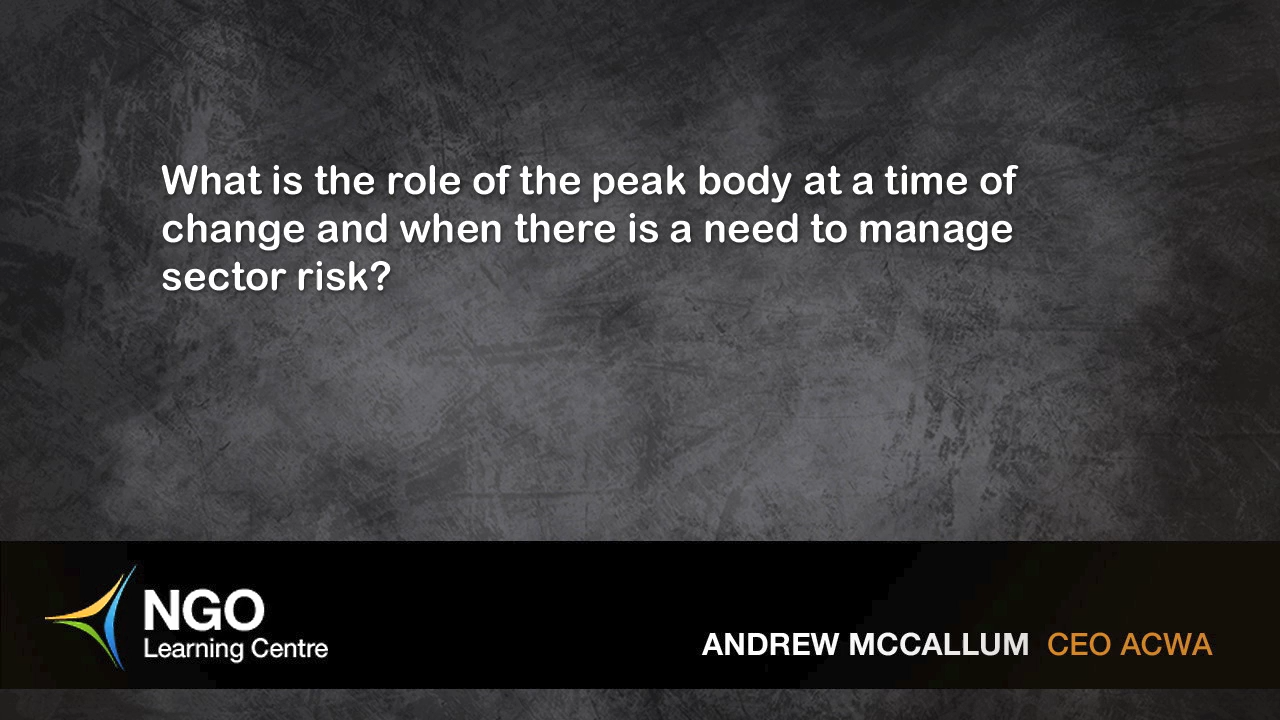 What is the role of the peak body at a time of
change and when there is a need to manage
sector risk?
NGO
Learning Centre
ANDREW MCCALLUM CEO ACWA